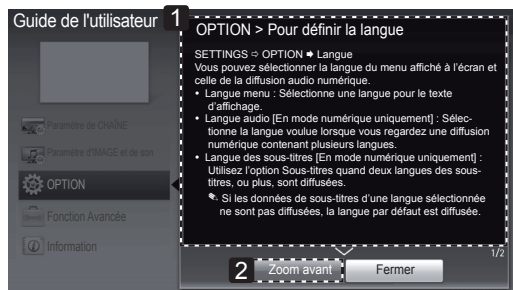 Guide de l'utilisateur
1
Paramètre de CHAÎNE
Paramètre d'IMAGE et de son
OPTION
Fonction Avancée
Information
OPTION > Pour définir la langue
SETTINGS ⇨ OPTION ➡ Langue
Vous pouvez sélectionner la langue du menu affiché à l'écran et
celle de la diffusion audio numérique.
• Langue menu : Sélectionne une langue pour le texte
d'affichage.
• Langue audio [En mode numérique uniquement] : Sélec-
tionne la langue voulue lorsque vous regardez une diffusion
numérique contenant plusieurs langues.
• Langue des sous-titres [En mode numérique uniquement] :
Utilisez l'option Sous-titres quand deux langues des sous-
titres, ou plus, sont diffusées.
✎ Si les données de sous-titres d'une langue sélectionnée
ne sont pas diffusées, la langue par défaut est diffusée.
1/2
2
Zoom avant
Fermer